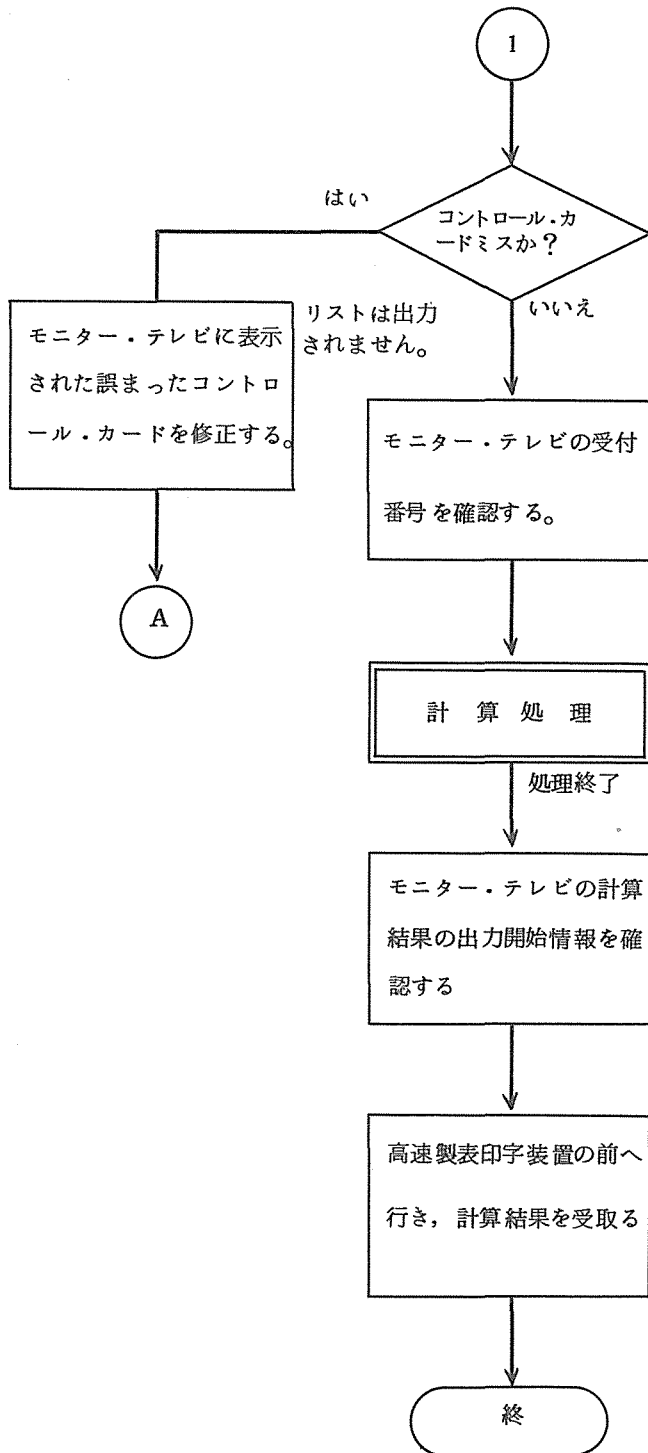 1
コントロール・カ
ードミスか?
はい
いいえ
リストは出力
されません。
モニター・テレビに表示
された誤まったコントロ
ール・カードを修正する。
A
モニター・テレビの受付
番号を確認する。
計算処理
処理終了
モニター・テレビの計算
結果の出力開始情報を確
認する
高速製表印字装置の前へ
行き,計算結果を受取る
終